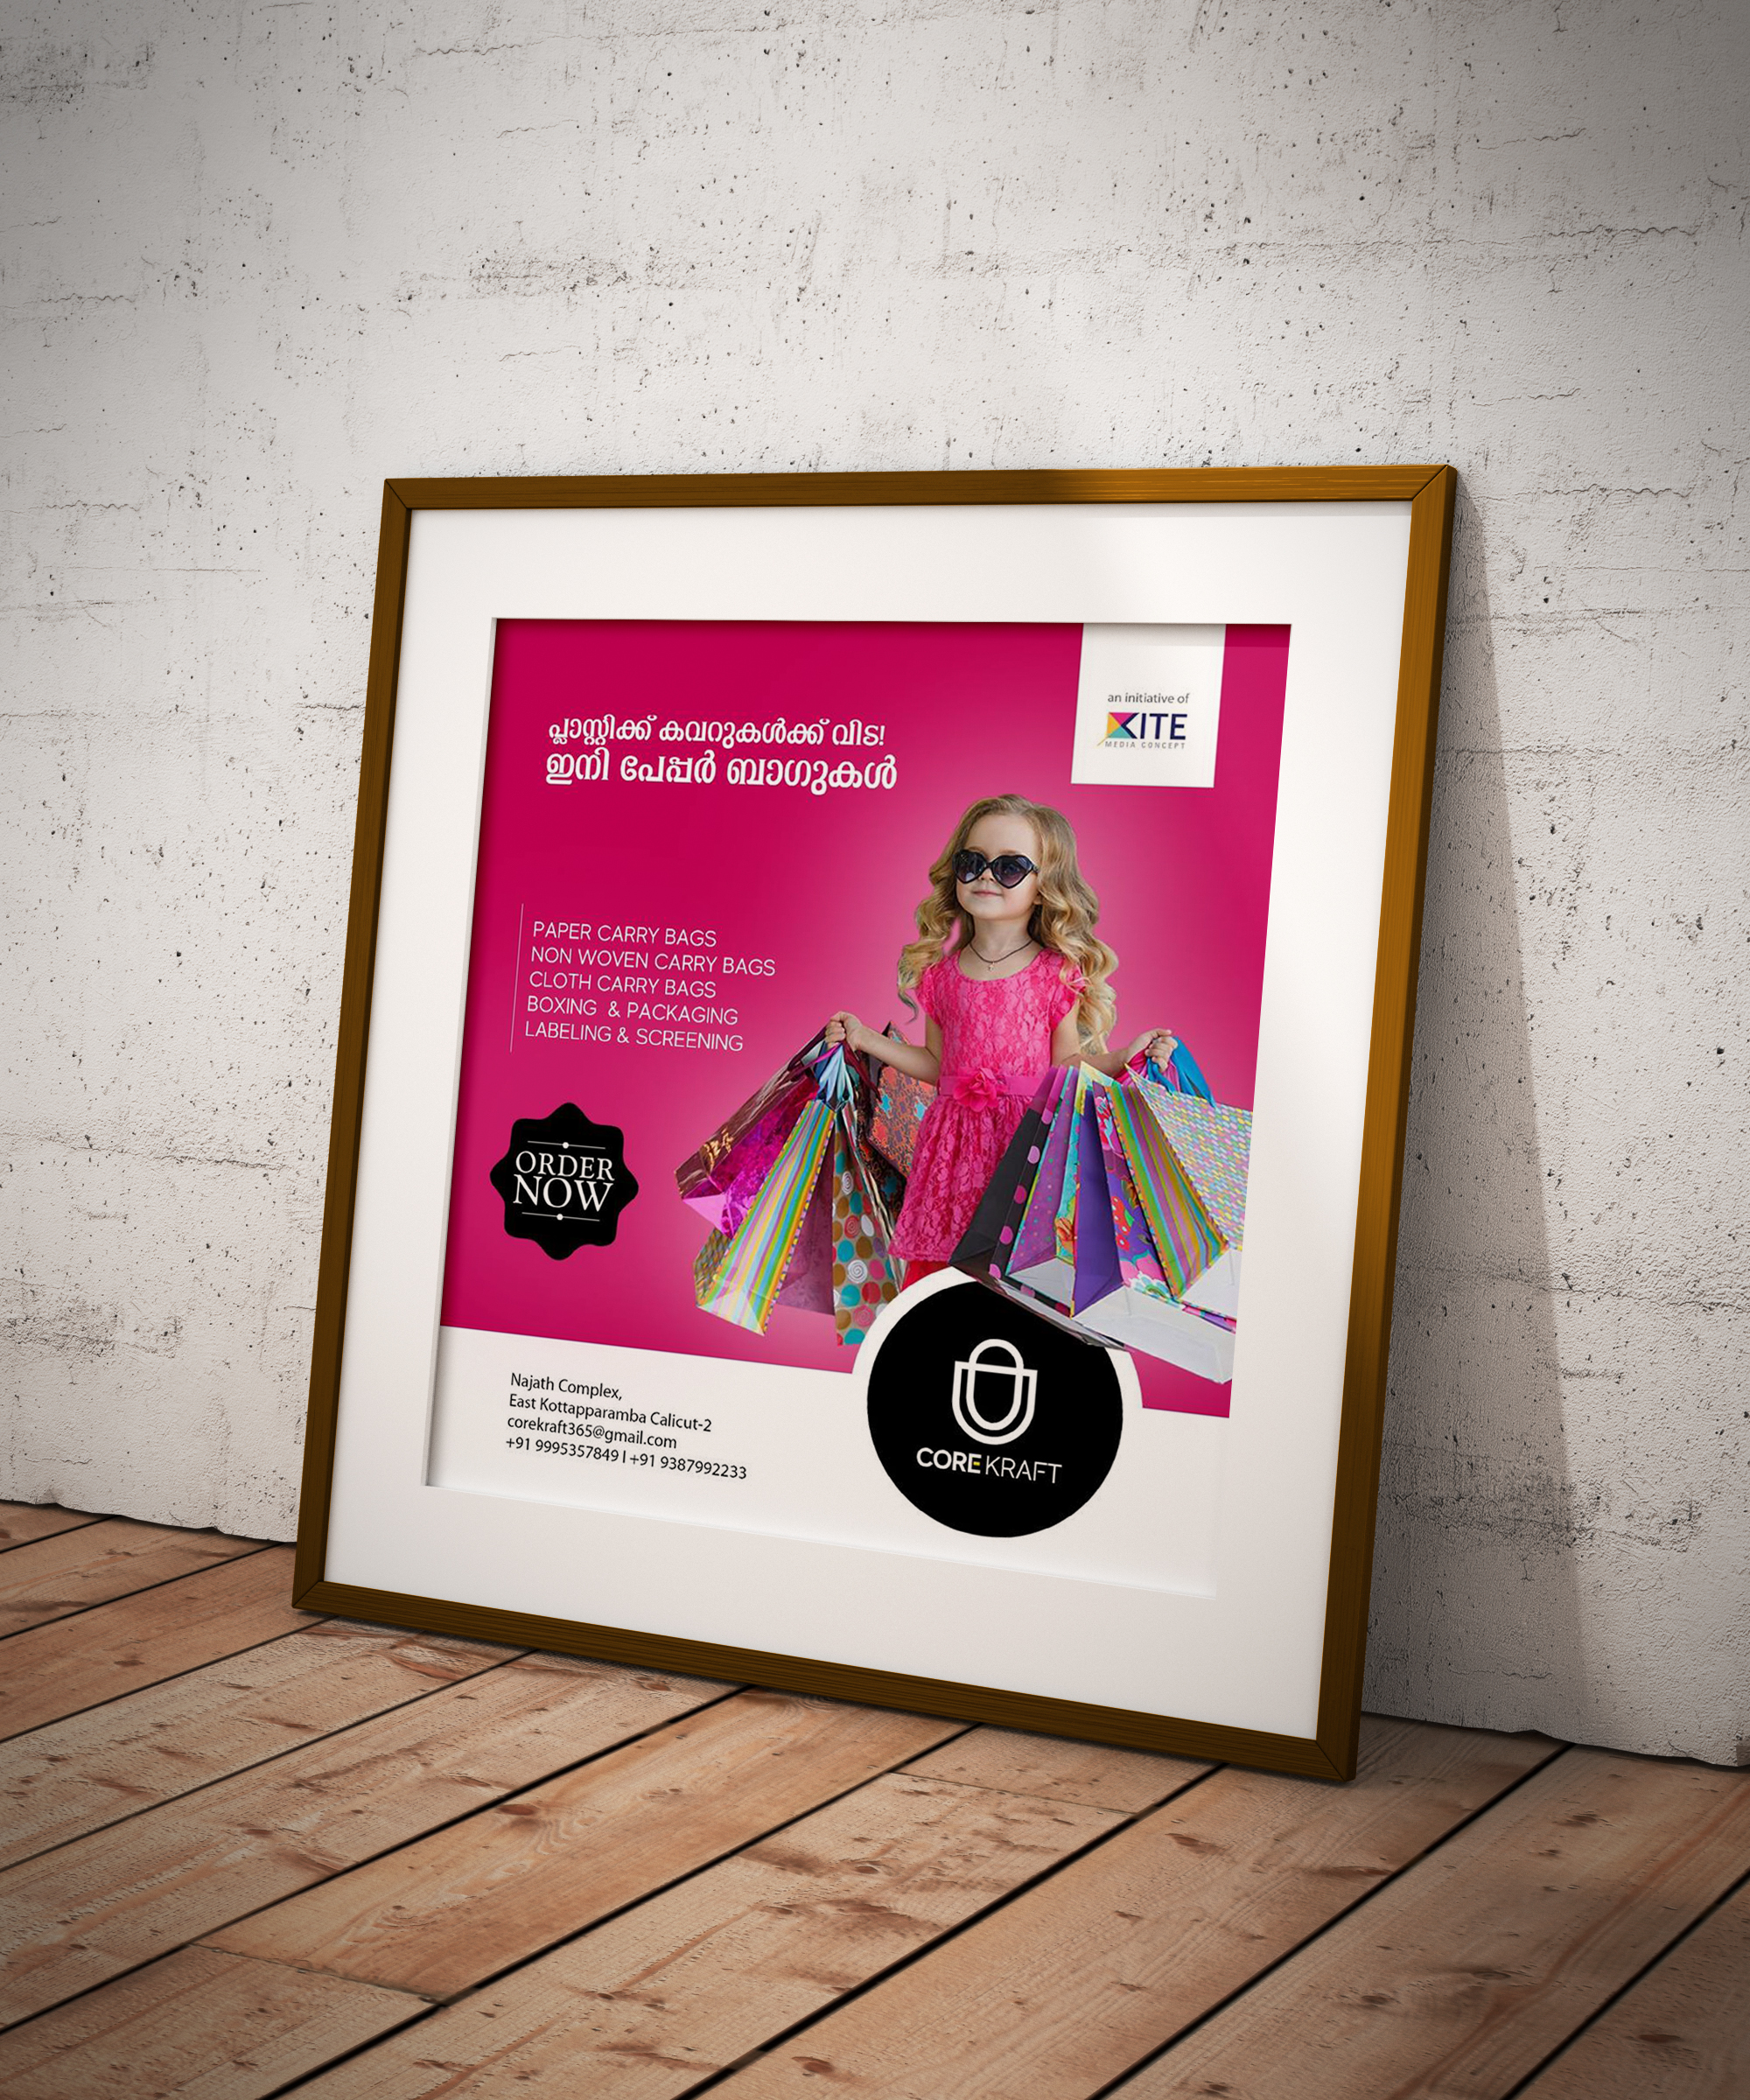 an initiative of
KITE
MEDIA CONCEPT
പ്ലാസ്റ്റിക്ക് കവറുകൾക്ക് വിട!
ഇനി പേപ്പർ ബാഗുകൾ
PAPER CARRY BAGS
NON WOVEN CARRY BAGS
CLOTH CARRY BAGS
BOXING & PACKAGING
LABELING & SCREENING
ORDER
NOW
Najath Complex,
East Kottapparamba Calicut-2
corekraft365@gmail.com
+91 9995357849 I +91 9387992233
COREKRAFT